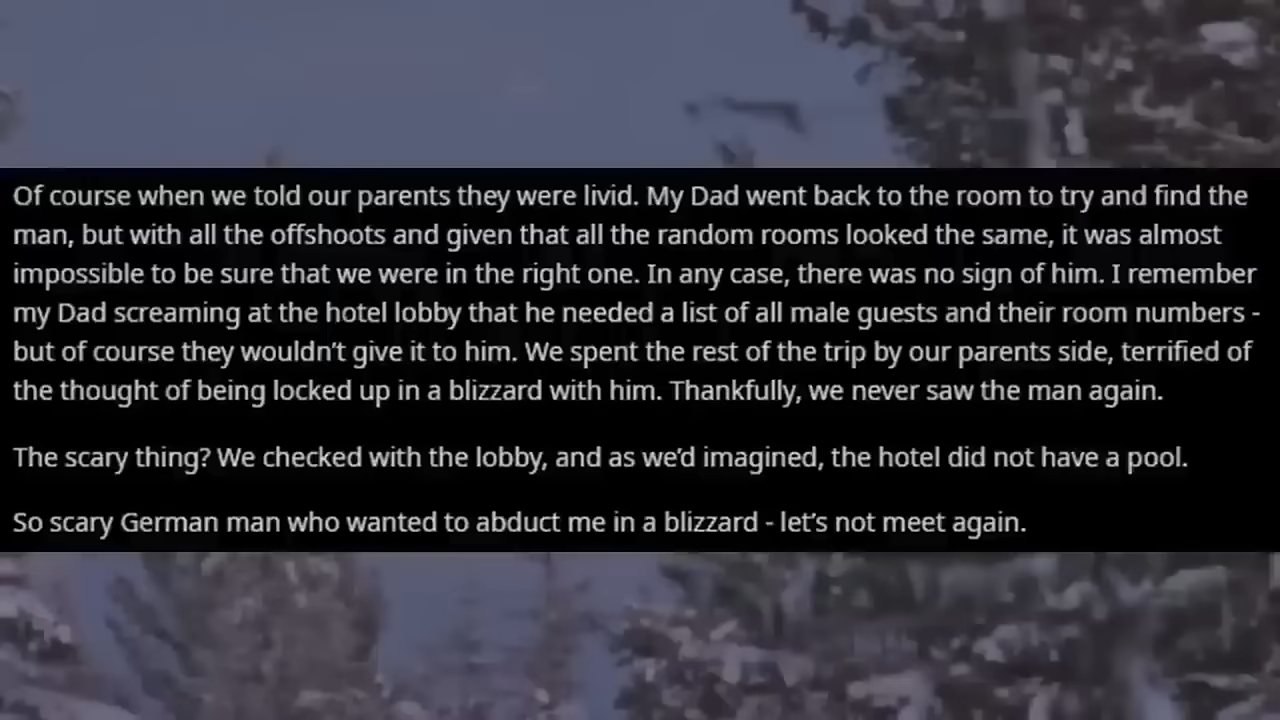 Of course when we told our parents they were livid. My Dad went back to the room to try and find the
man, but with all the offshoots and given that all the random rooms looked the same, it was almost
impossible to be sure that we were in the right one. In any case, there was no sign of him. I remember
my Dad screaming at the hotel lobby that he needed a list of all male guests and their room numbers -
but of course they wouldn’t give it to him. We spent the rest of the trip by our parents side, terrified of
the thought of being locked up in a blizzard with him. Thankfully, we never saw the man again.
The scary thing? We checked with the lobby, and as we’d imagined, the hotel did not have a pool.
So scary German man who wanted to abduct me in a blizzard - let’s not meet again.